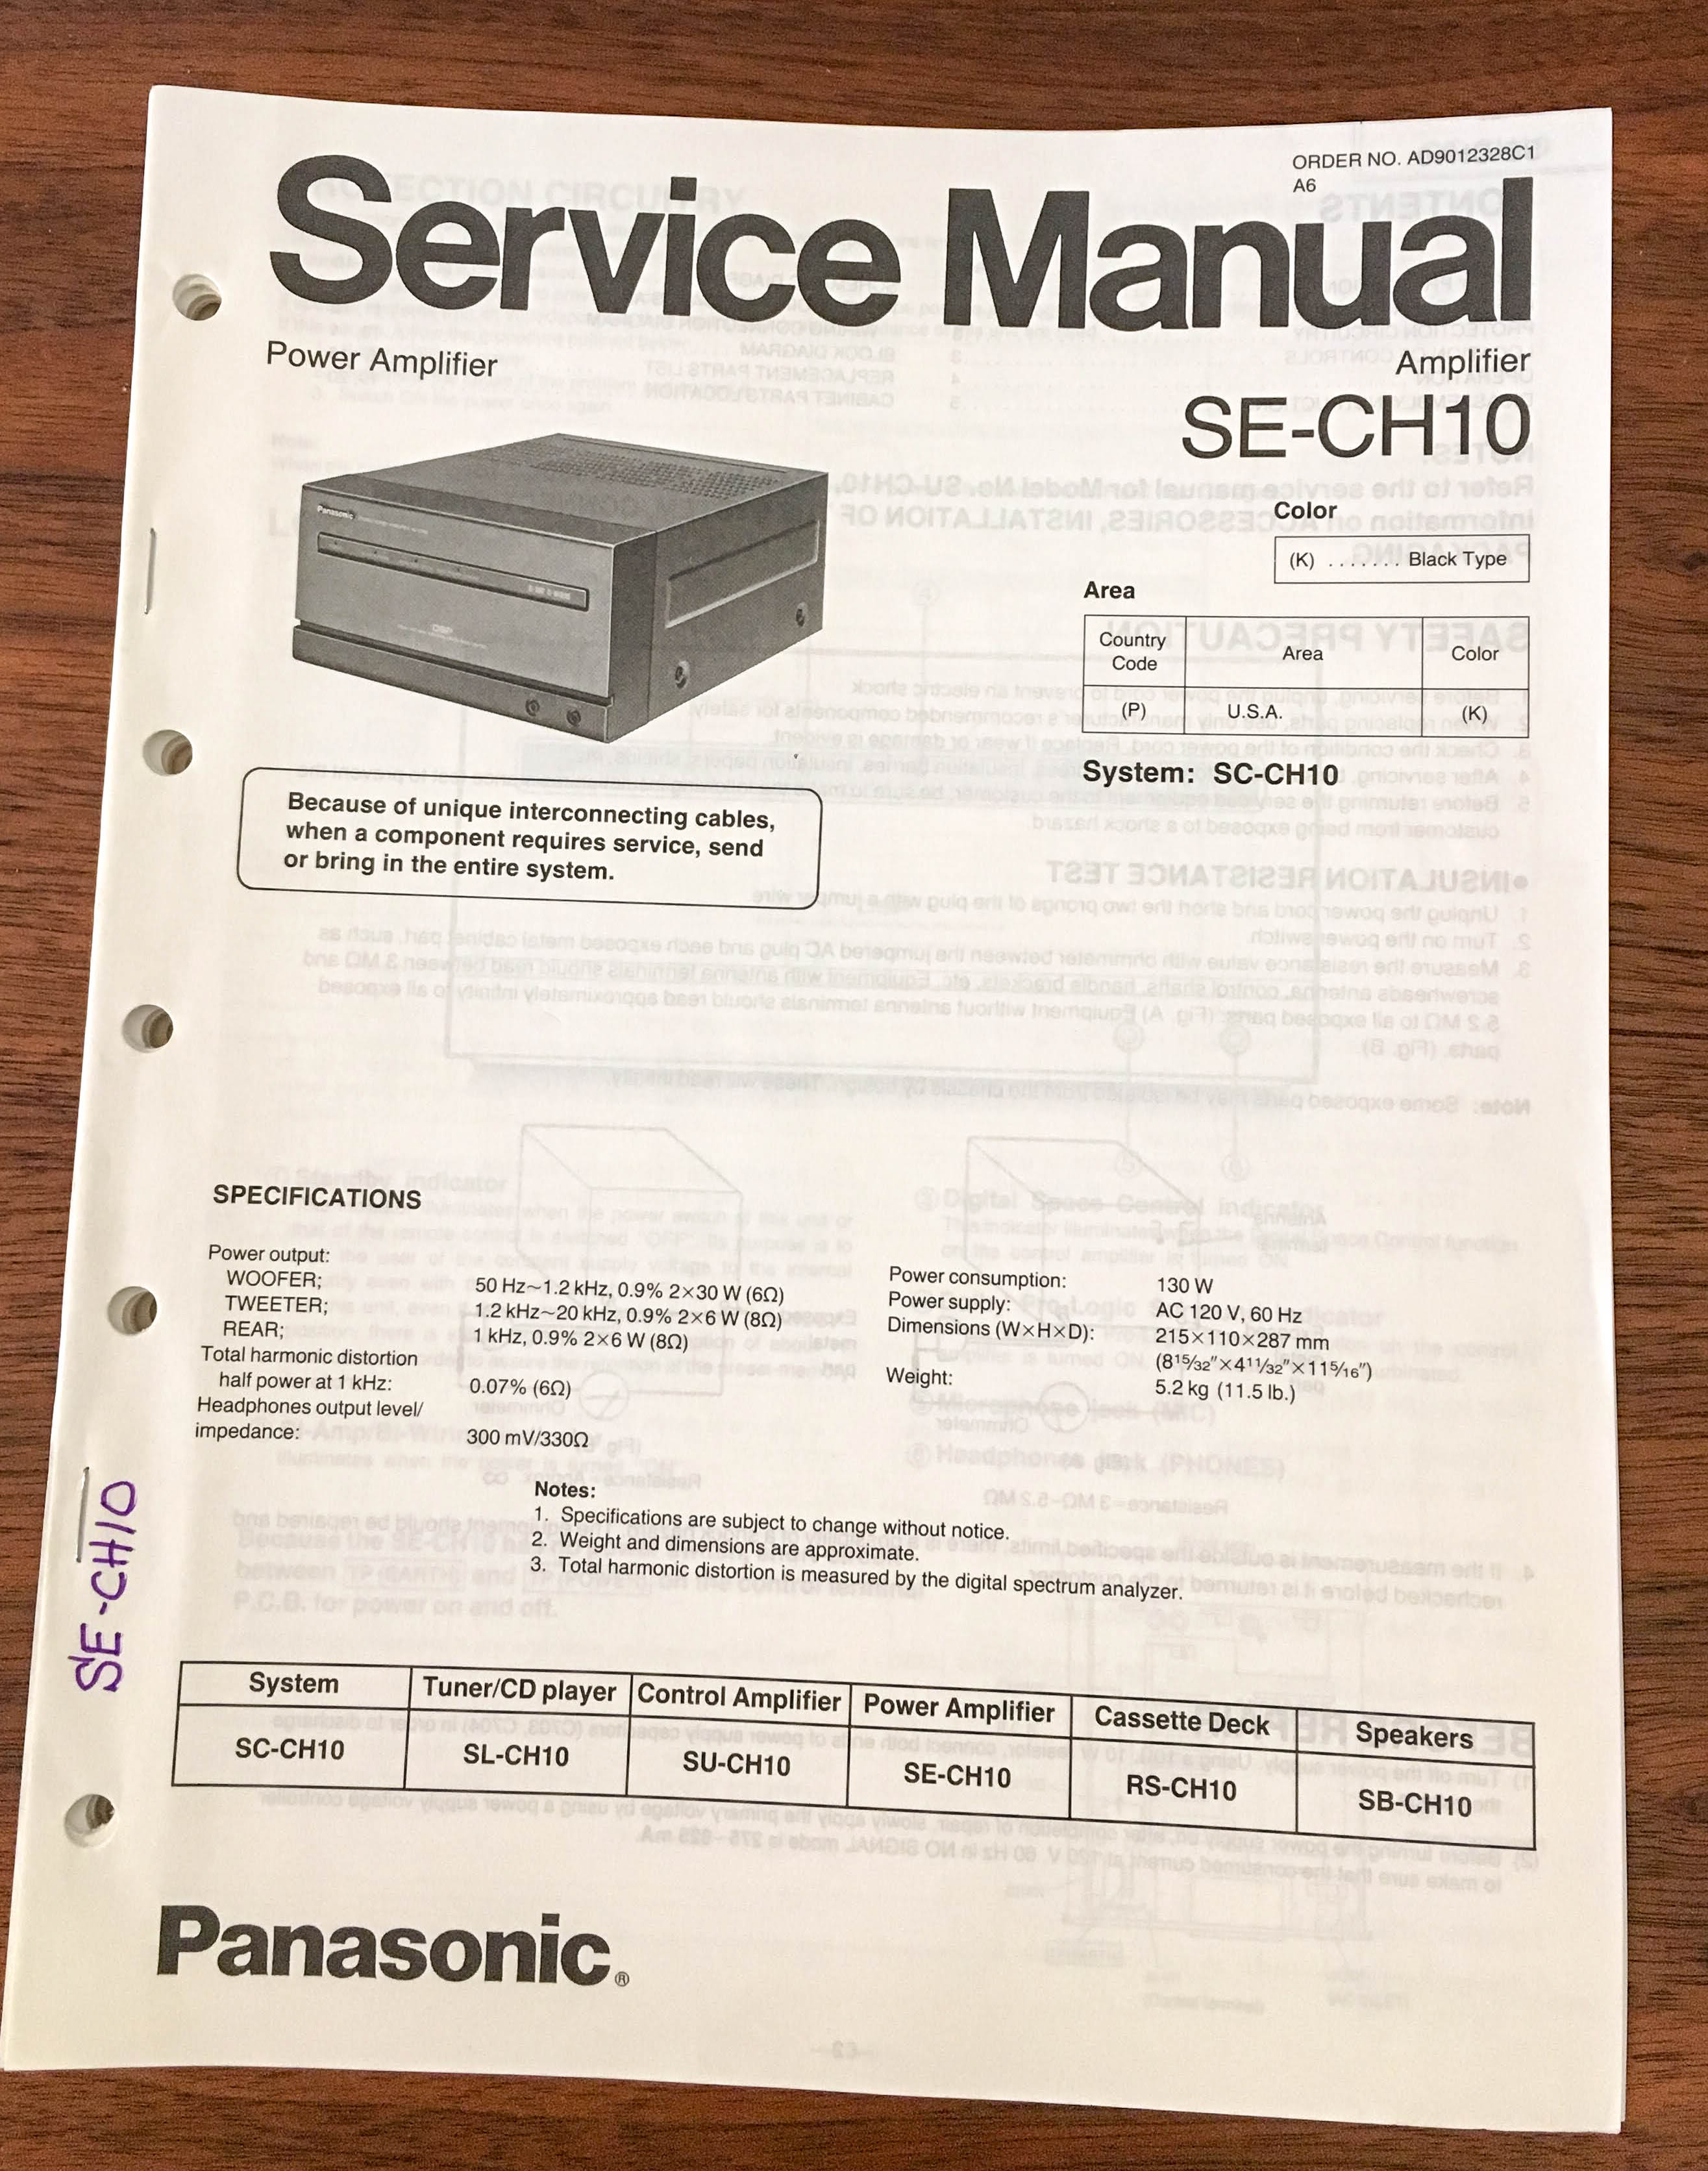 ORDER NO. AD9012328C1
A6
Service Manual
Power Amplifier
Amplifier
SE-CH10
Panasonic
Color
(K) ....... Black Type
Area
Country Code Area Color
(P) U.S.A. (K)
System: SC-CH10
Because of unique interconnecting cables,
when a component requires service, send
or bring in the entire system.
SPECIFICATIONS
Power output:
WOOFER; 50 Hz~1.2 kHz, 0.9% 2×30 W (6Ω)
TWEETER; 1.2 kHz~20 kHz, 0.9% 2×6 W (8Ω)
REAR; 1 kHz, 0.9% 2×6 W (8Ω)
Total harmonic distortion
half power at 1 kHz: 0.07% (6Ω)
Headphones output level/
impedance: 300 mV/330Ω
Power consumption: 130 W
Power supply: AC 120 V, 60 Hz
Dimensions (W×H×D): 215×110×287 mm
(8 15/32"×4 11/32"×11 5/16")
Weight: 5.2 kg (11.5 lb.)
Notes:
1. Specifications are subject to change without notice.
2. Weight and dimensions are approximate.
3. Total harmonic distortion is measured by the digital spectrum analyzer.
SE-CH10
System Tuner/CD player Control Amplifier Power Amplifier Cassette Deck Speakers
SC-CH10 SL-CH10 SU-CH10 SE-CH10 RS-CH10 SB-CH10
Panasonic®